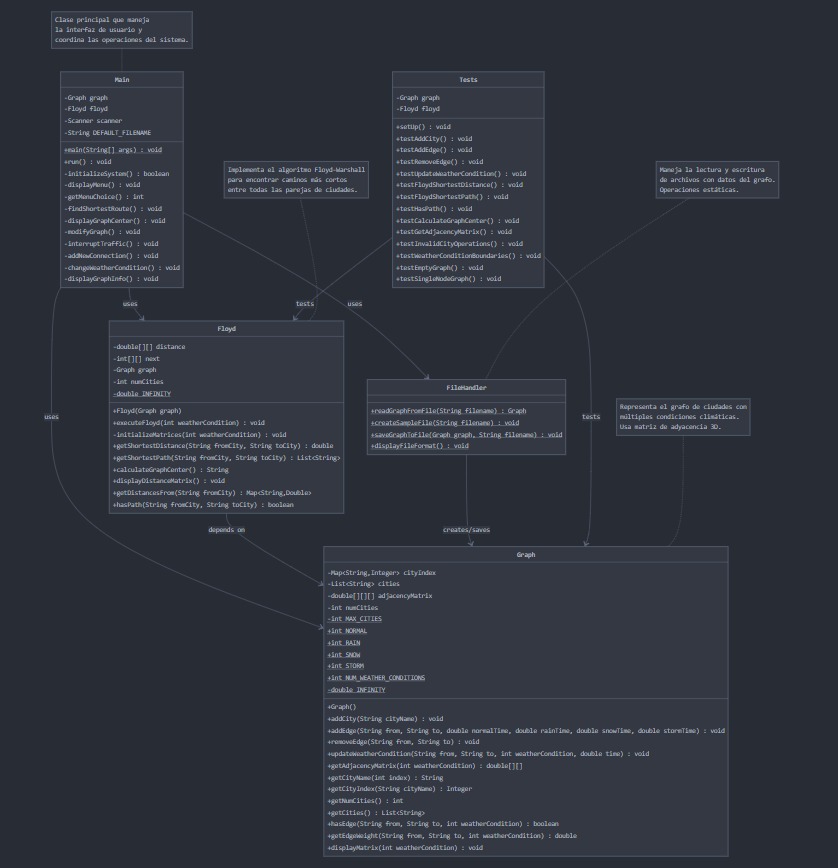 Clase principal que maneja
la interfaz de usuario y
coordina las operaciones del sistema.
Main
-Graph graph
-Floyd floyd
-Scanner scanner
-String DEFAULT_FILENAME
+main(String[] args) : void
+run() : void
-initializeSystem() : boolean
-displayMenu() : void
-getMenuChoice() : int
-findShortestRoute() : void
-displayGraphCenter() : void
-modifyGraph() : void
-interruptTraffic() : void
-addNewConnection() : void
-changeWeatherCondition() : void
-displayGraphInfo() : void
Tests
-Graph graph
-Floyd floyd
+setUp() : void
+testAddCity() : void
+testAddEdge() : void
+testRemoveEdge() : void
+testUpdateWeatherCondition() : void
+testFloydShortestDistance() : void
+testFloydShortestPath() : void
+testHasPath() : void
+testCalculateGraphCenter() : void
+testGetAdjacencyMatrix() : void
+testInvalidCityOperations() : void
+testWeatherConditionBoundaries() : void
+testEmptyGraph() : void
+testSingleNodeGraph() : void
Implementa el algoritmo Floyd-Warshall
para encontrar caminos más cortos
entre todas las parejas de ciudades.
Maneja la lectura y escritura
de archivos con datos del grafo.
Operaciones estáticas.
uses
tests
uses
Floyd
-double[][] distance
-int[][] next
-Graph graph
-int numCities
-double INFINITY
+Floyd(Graph graph)
+executeFloyd(int weatherCondition) : void
-initializeMatrices(int weatherCondition) : void
+getShortestDistance(String fromCity, String toCity) : double
+getShortestPath(String fromCity, String toCity) : List<String>
+calculateGraphCenter() : String
+displayDistanceMatrix() : void
+getDistancesFrom(String fromCity) : Map<String,Double>
+hasPath(String fromCity, String toCity) : boolean
FileHandler
+readGraphFromFile(String filename) : Graph
+createSampleFile(String filename) : void
+saveGraphToFile(Graph graph, String filename) : void
+displayFileFormat() : void
Representa el grafo de ciudades con
múltiples condiciones climáticas.
Usa matriz de adyacencia 3D.
uses
tests
depends on
creates/saves
Graph
-Map<String,Integer> cityIndex
-List<String> cities
-double[][][] adjacencyMatrix
-int numCities
-int MAX_CITIES
+int NORMAL
+int RAIN
+int SNOW
+int STORM
+int NUM_WEATHER_CONDITIONS
-double INFINITY
+Graph()
+addCity(String cityName) : void
+addEdge(String from, String to, double normalTime, double rainTime, double snowTime, double stormTime) : void
+removeEdge(String from, String to) : void
+updateWeatherCondition(String from, String to, int weatherCondition, double time) : void
+getAdjacencyMatrix(int weatherCondition) : double[][]
+getCityName(int index) : String
+getCityIndex(String cityName) : Integer
+getNumCities() : int
+getCities() : List<String>
+hasEdge(String from, String to, int weatherCondition) : boolean
+getEdgeWeight(String from, String to, int weatherCondition) : double
+displayMatrix(int weatherCondition) : void